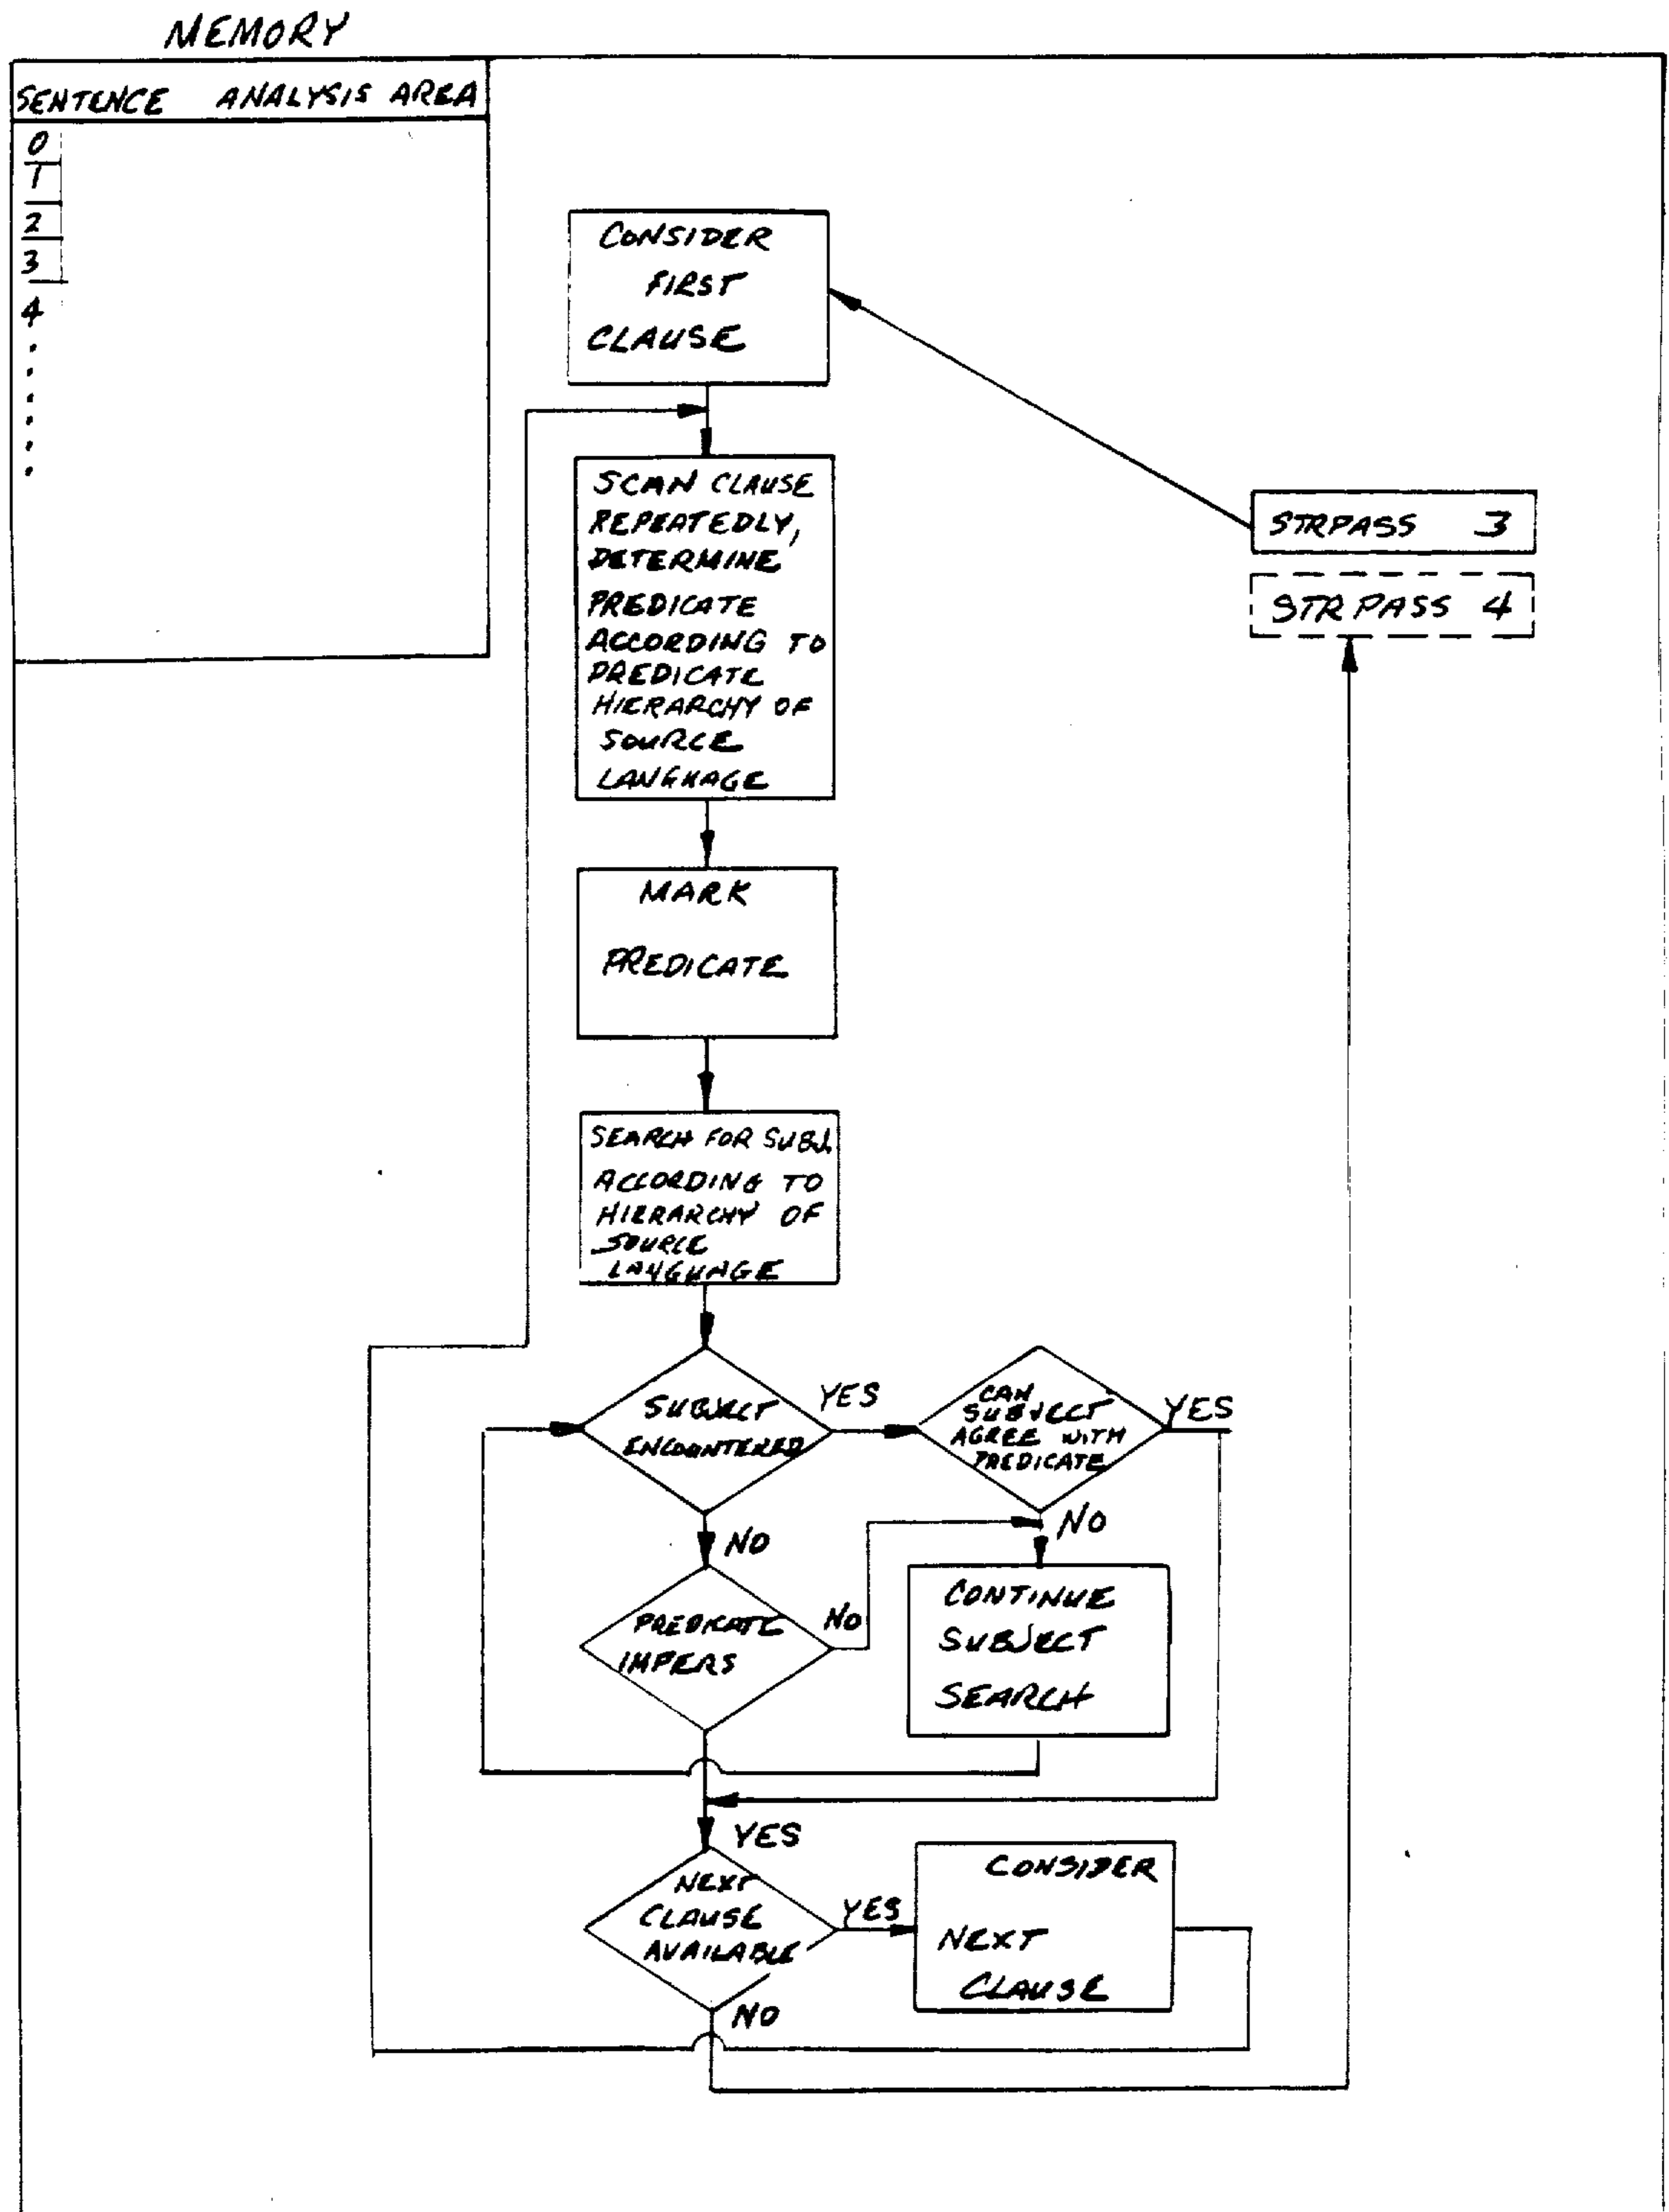 MEMORY
SENTENCE ANALYSIS AREA
0
1
2
3
4
.
.
.
.
.
.
CONSIDER
FIRST
CLAUSE
SCAN CLAUSE
REPEATEDLY,
DETERMINE
PREDICATE
ACCORDING TO
PREDICATE
HIERARCHY OF
SOURCE
LANGUAGE
STRPASS 3
STRPASS 4
MARK
PREDICATE
SEARCH FOR SUBJ.
ACCORDING TO
HIERARCHY OF
SOURCE
LANGUAGE
SUBJECT
ENCOUNTERED
YES
CAN
SUBJECT
AGREE WITH
PREDICATE
YES
NO
NO
PREDICATE
IMPERS
NO
CONTINUE
SUBJECT
SEARCH
YES
NEXT
CLAUSE
AVAILABLE
YES
CONSIDER
NEXT
CLAUSE
NO